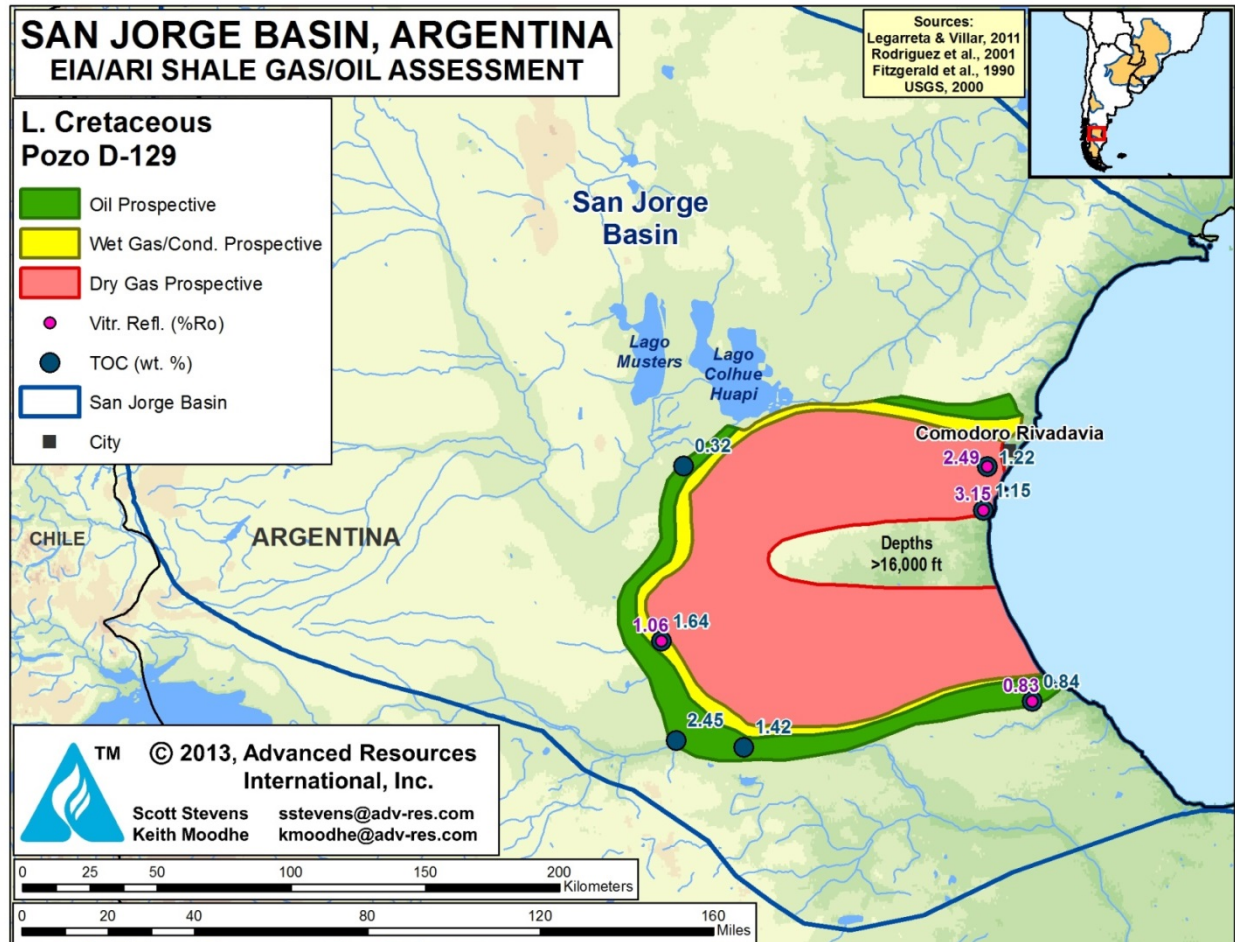 SAN JORGE BASIN, ARGENTINA
EIA/ARI SHALE GAS/OIL ASSESSMENT
Sources:
Legarreta & Villar, 2011
Rodriguez et al., 2001
Fitzgerald et al., 1990
USGS, 2000
L. Cretaceous
Pozo D-129
Oil Prospective
Wet Gas/Cond. Prospective
Dry Gas Prospective
Vitr. Refl. (%Ro)
TOC (wt. %)
San Jorge Basin
City
San Jorge
Basin
Lago
Musters
Lago
Colhue
Huapi
Comodoro Rivadavia
0.32
2.49 1.22
3.15 1.15
CHILE
ARGENTINA
Depths
>16,000 ft
1.06 1.64
0.83 0.84
2.45
1.42
TM
© 2013, Advanced Resources
International, Inc.
Scott Stevens sstevens@adv-res.com
Keith Moodhe kmoodhe@adv-res.com
0 25 50 100 150 200
Kilometers
0 20 40 80 120 160
Miles